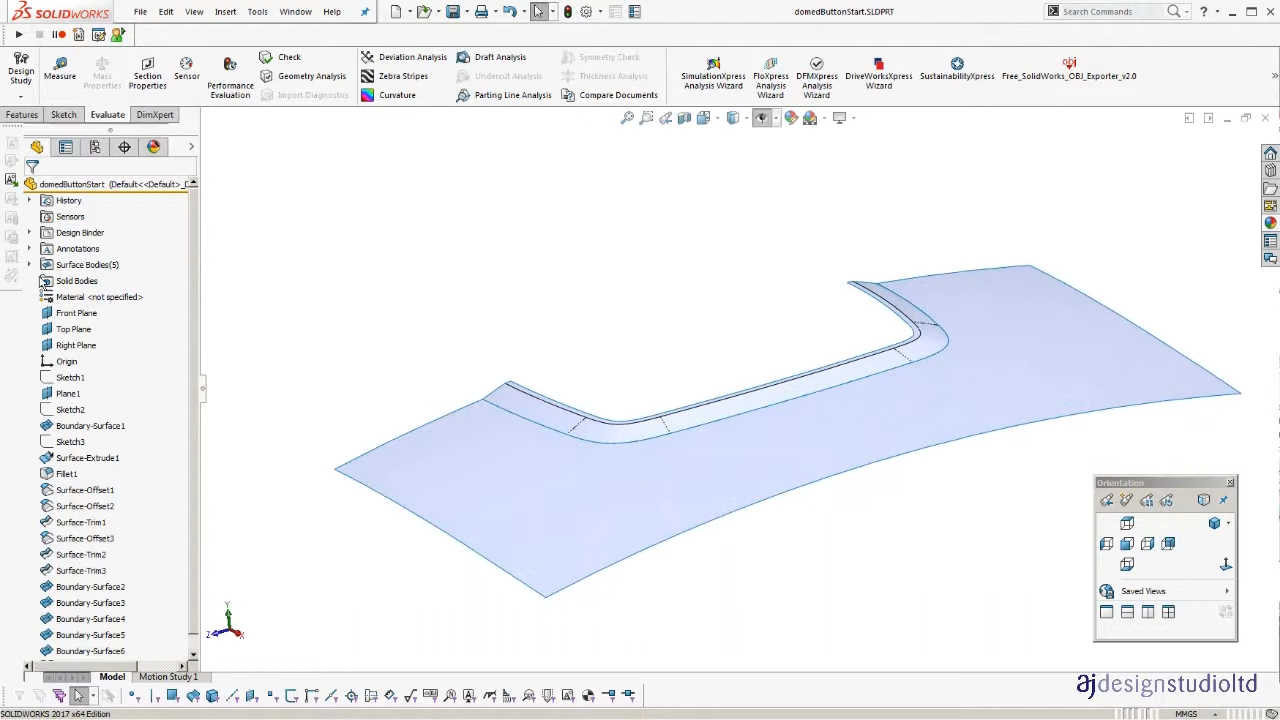 SOLIDWORKS File Edit View Insert Tools Window Help domedButtonStart.SLDPRT Search Commands ?
Design Study
Measure
Mass Properties
Section Properties
Sensor
Performance Evaluation
Check
Geometry Analysis
Import Diagnostics
Deviation Analysis
Zebra Stripes
Curvature
Draft Analysis
Undercut Analysis
Parting Line Analysis
Symmetry Check
Thickness Analysis
Compare Documents
SimulationXpress Analysis Wizard
FloXpress Analysis Wizard
DFMXpress Analysis Wizard
DriveWorksXpress Wizard
SustainabilityXpress
Free_SolidWorks_OBJ_Exporter_v2.0
Features Sketch Evaluate DimXpert
domedButtonStart (Default<<Default>_D
History
Sensors
Design Binder
Annotations
Surface Bodies(5)
Solid Bodies
Material <not specified>
Front Plane
Top Plane
Right Plane
Origin
Sketch1
Plane1
Sketch2
Boundary-Surface1
Sketch3
Surface-Extrude1
Fillet1
Surface-Offset1
Surface-Offset2
Surface-Trim1
Surface-Offset3
Surface-Trim2
Surface-Trim3
Boundary-Surface2
Boundary-Surface3
Boundary-Surface4
Boundary-Surface5
Boundary-Surface6
Orientation
Saved Views
Y
Z X
Model Motion Study 1
ajdesignstudioltd
SOLIDWORKS 2017 x64 Edition MMGS